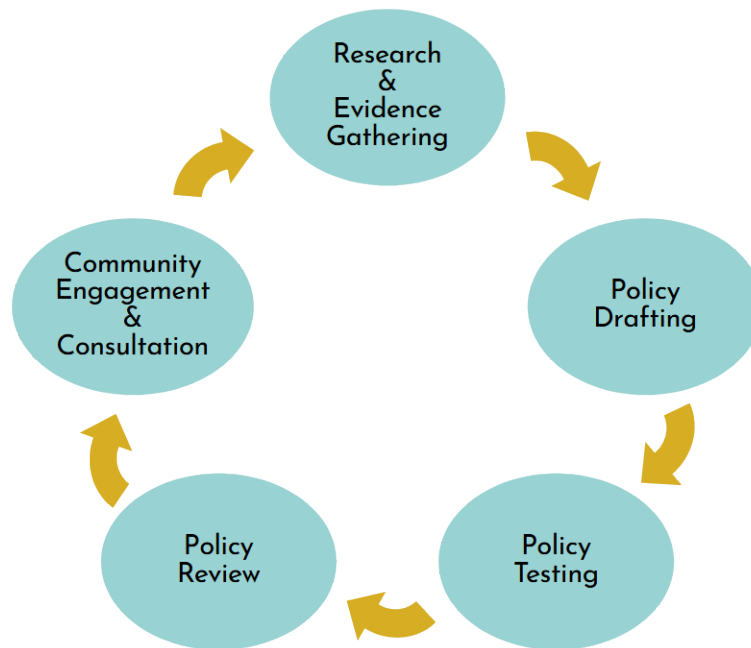 Research
&
Evidence
Gathering
Policy
Drafting
Policy
Testing
Policy
Review
Community
Engagement
&
Consultation